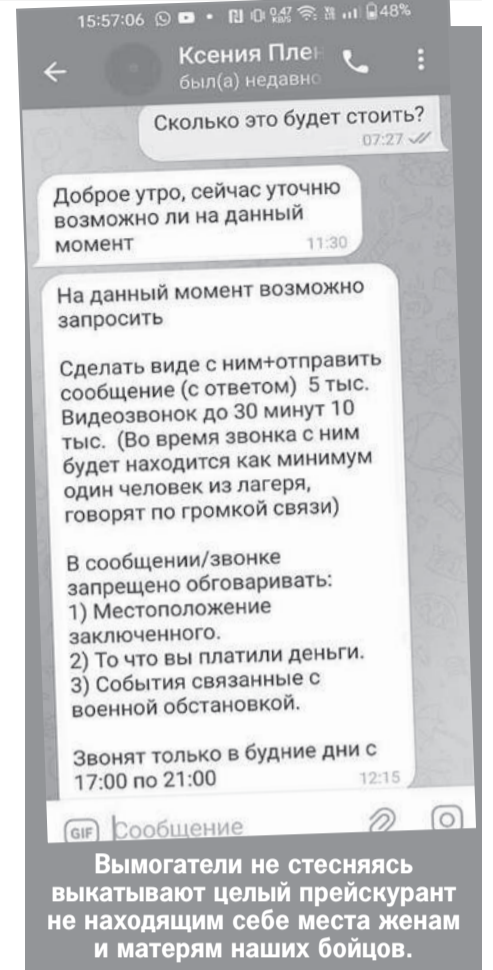 15:57:06 0.47 KB/S 48%
Ксения Плен
был(а) недавно
Сколько это будет стоить?
07:27
Доброе утро, сейчас уточню
возможно ли на данный
момент
11:30
На данный момент возможно
запросить
Сделать виде с ним+отправить
сообщение (с ответом) 5 тыс.
Видеозвонок до 30 минут 10
тыс. (Во время звонка с ним
будет находится как минимум
один человек из лагеря,
говорят по громкой связи)
В сообщении/звонке
запрещено обговаривать:
1) Местоположение
заключенного.
2) То что вы платили деньги.
3) События связанные с
военной обстановкой.
Звонят только в будние дни с
17:00 по 21:00
12:15
GIF Сообщение
Вымогатели не стесняясь
выкатывают целый прейскурант
не находящим себе места женам
и матерям наших бойцов.